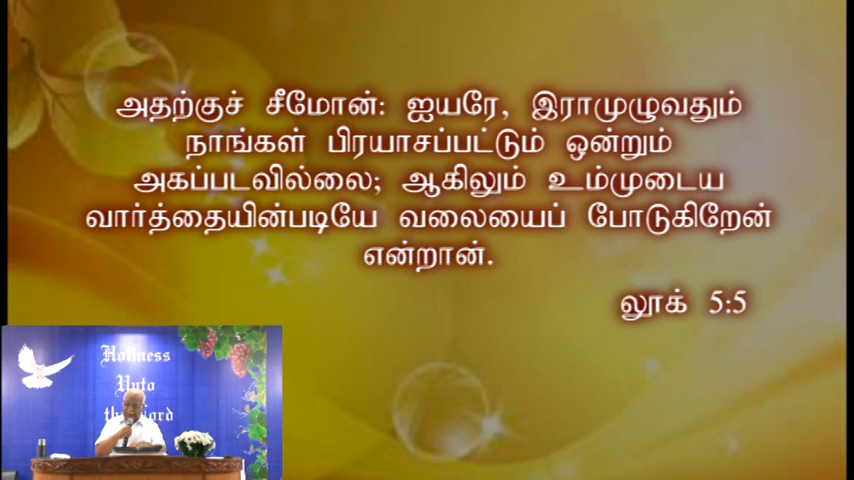 அதற்குச் சீமோன்: ஐயரே, இராமுழுவதும்
நாங்கள் பிரயாசப்பட்டும் ஒன்றும்
அகப்படவில்லை; ஆகிலும் உம்முடைய
வார்த்தையின்படியே வலையைப் போடுகிறேன்
என்றான்.
லூக் 5:5
Holiness
Unto
the Lord